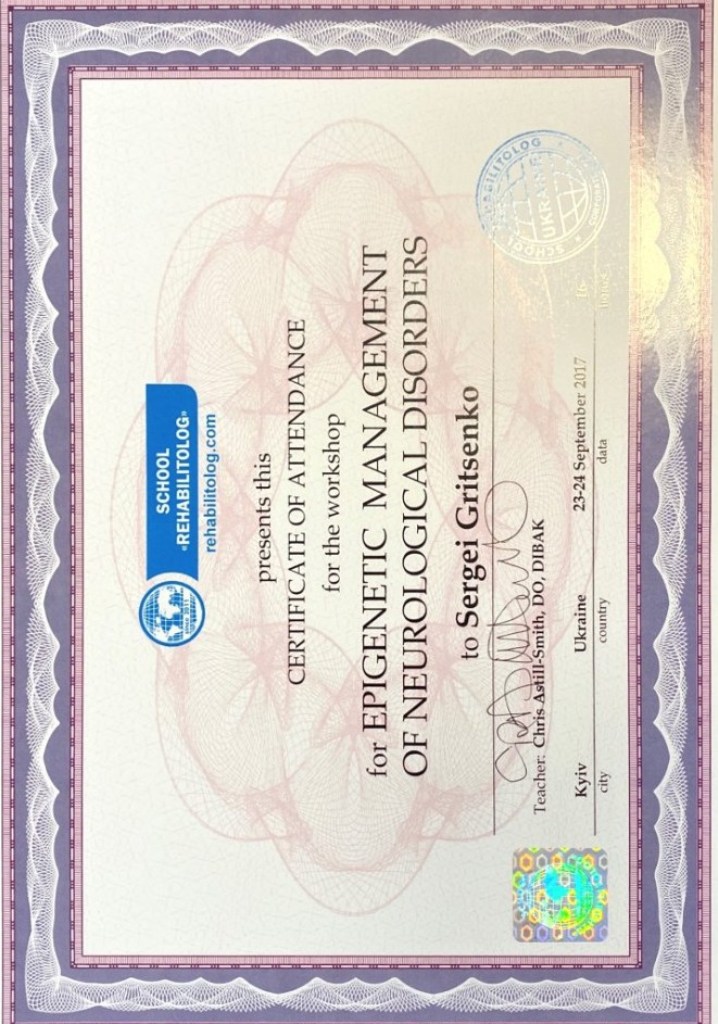 SCHOOL
«REHABILITOLOG»
since 2011
rehabilitolog.com
presents this
CERTIFICATE OF ATTENDANCE
for the workshop
for EPIGENETIC MANAGEMENT
OF NEUROLOGICAL DISORDERS
to Sergei Gritsenko
Teacher: Chris Astill-Smith, DO, DIBAK
Kyiv Ukraine 23-24 September 2017 16
city country data hours
SCHOOL REHABILITOLOG
UKRAINE
CORPORATE